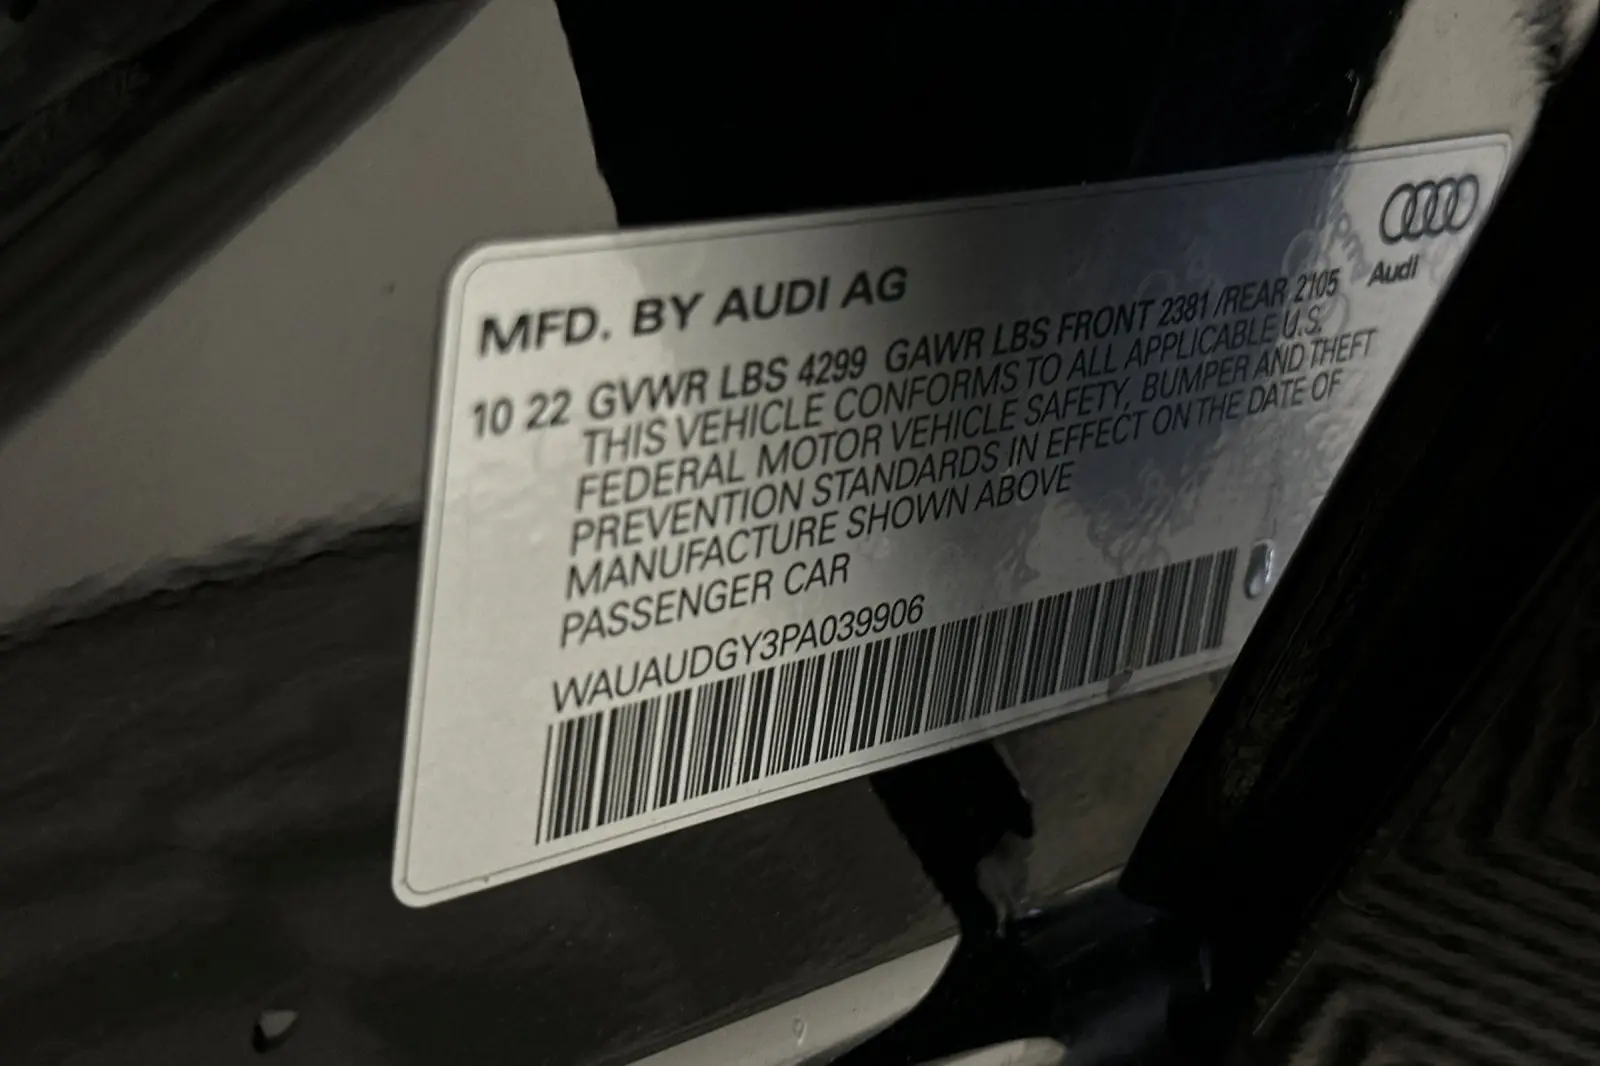 MFD. BY AUDI AG
10 22 GVWR LBS 4299 GAWR LBS FRONT 2381/REAR 2105
THIS VEHICLE CONFORMS TO ALL APPLICABLE U.S.
FEDERAL MOTOR VEHICLE SAFETY, BUMPER AND THEFT
PREVENTION STANDARDS IN EFFECT ON THE DATE OF
MANUFACTURE SHOWN ABOVE
PASSENGER CAR
WAUAUDGY3PA039906
Audi